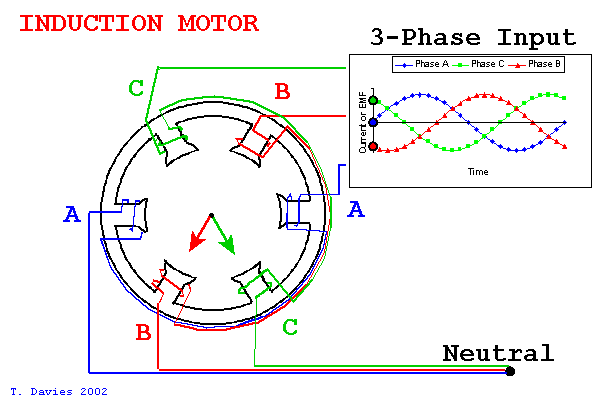 INDUCTION MOTOR
3-Phase Input
Phase A
Phase C
Phase B
Current or EMF
Time
C
B
A
A
B
C
Neutral
T. Davies 2002